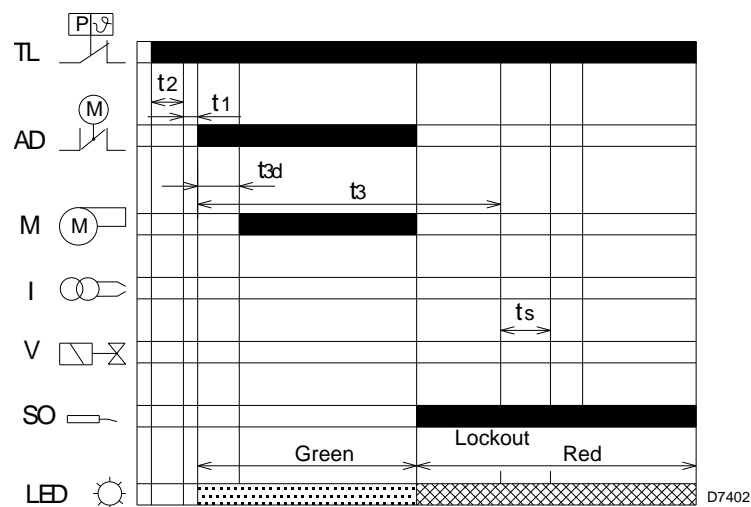 P ϑ
TL
t2
M
t1
AD
t3d
t3
M M
I
ts
V
SO
Lockout
Green Red
LED
D7402